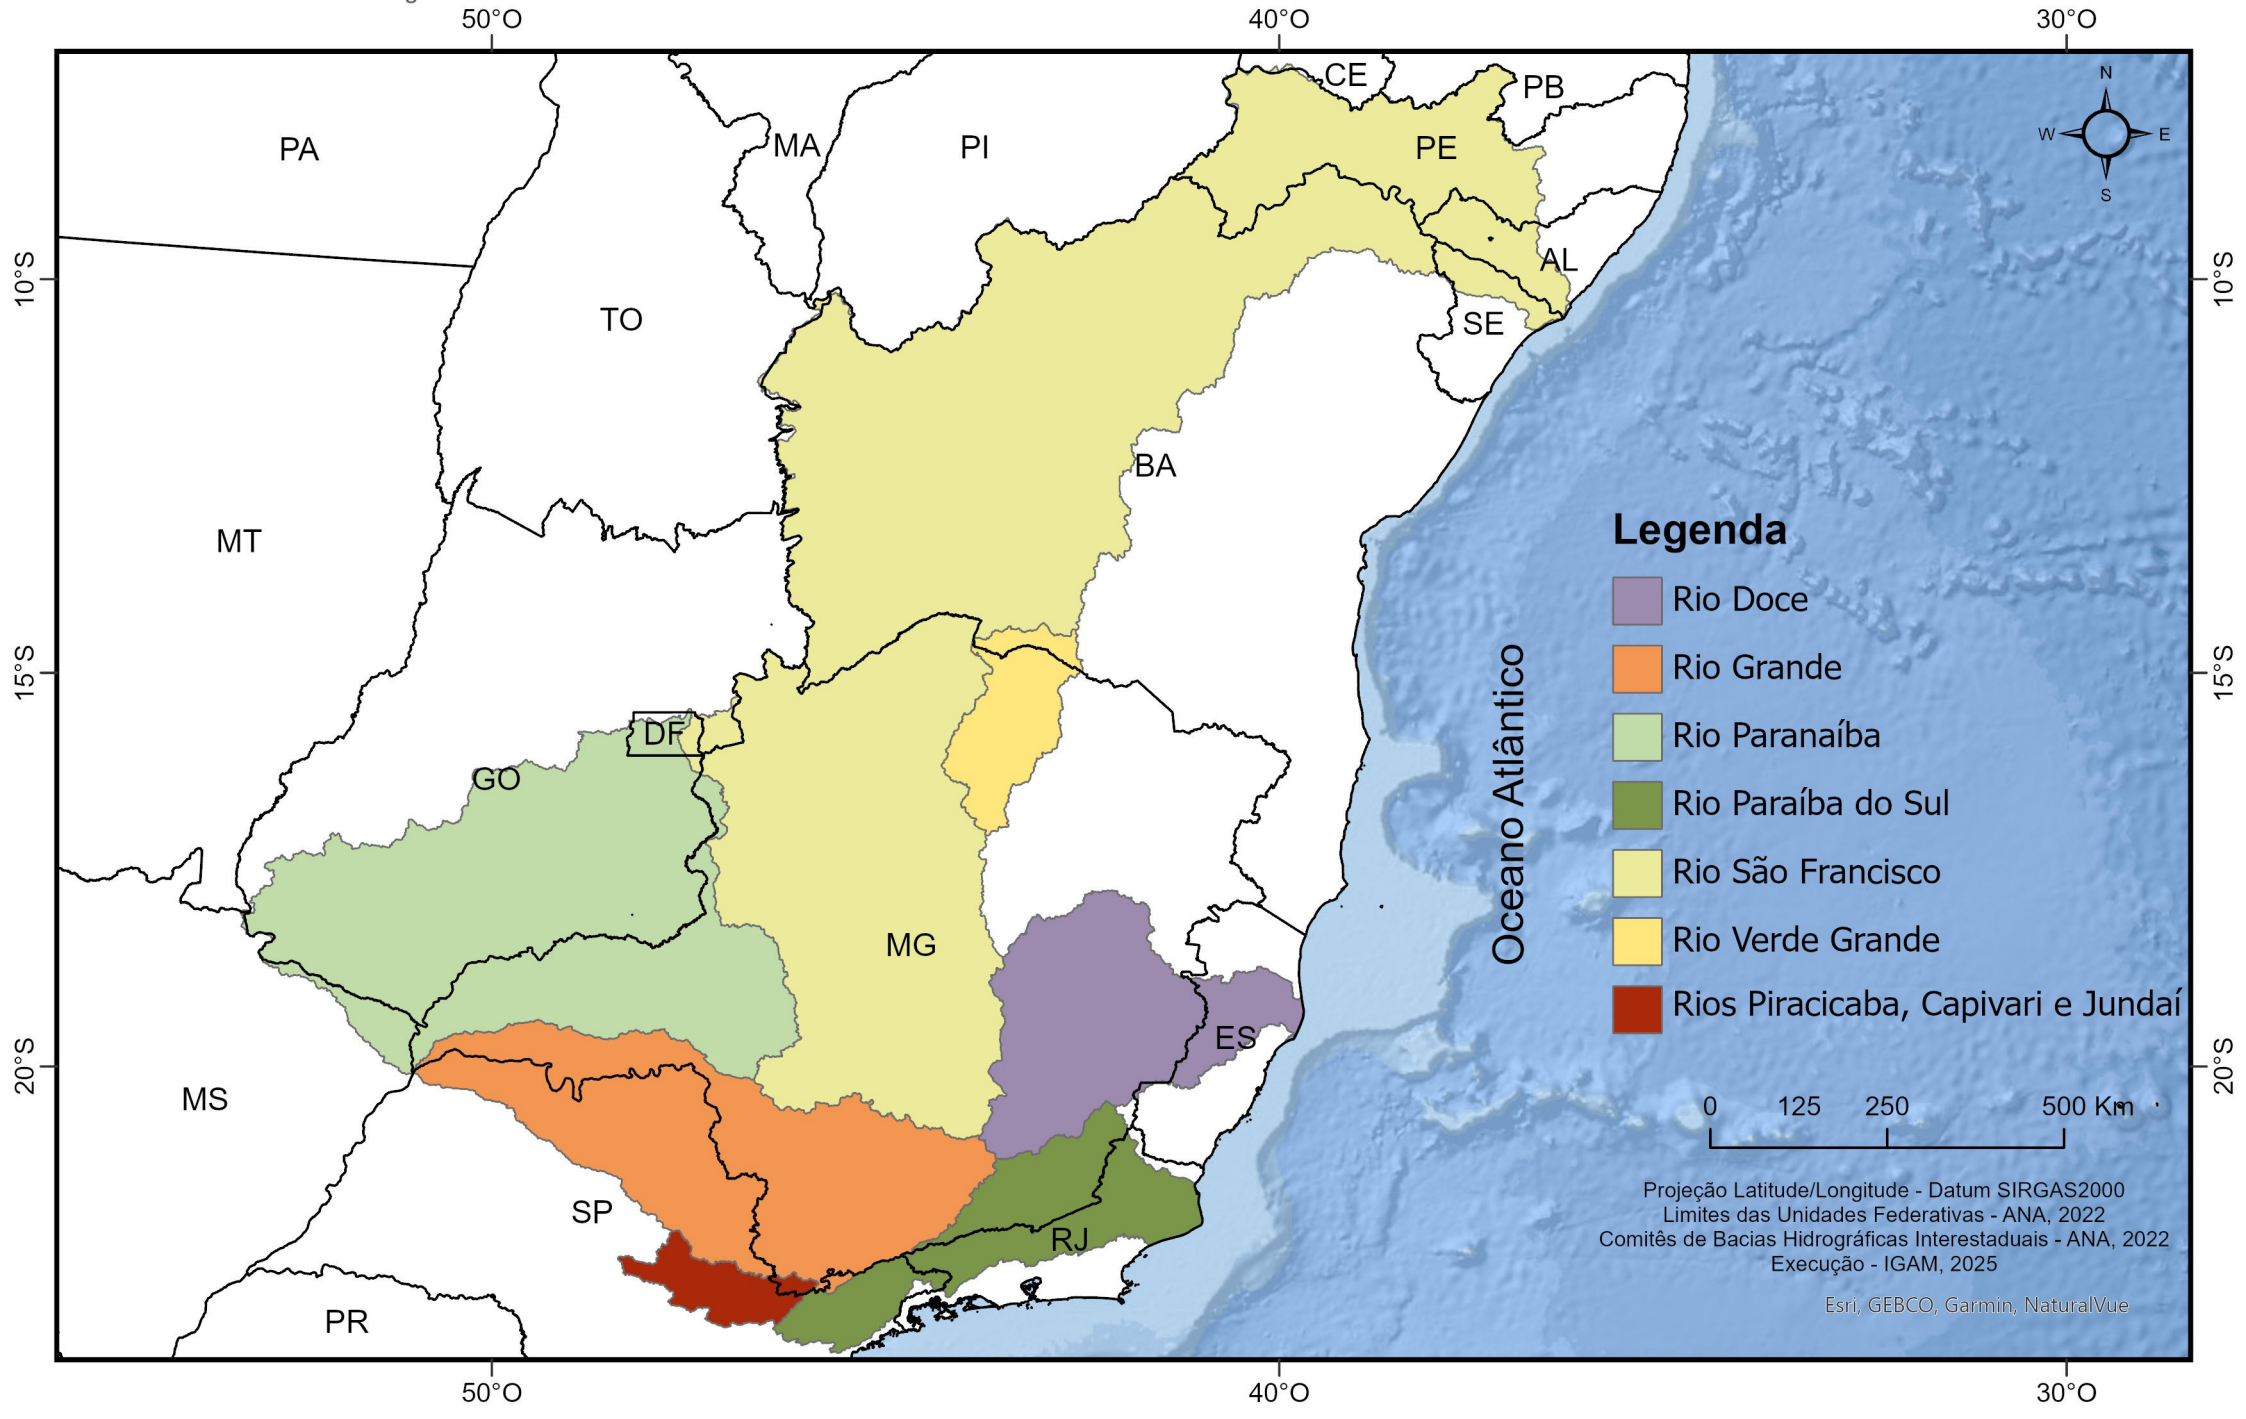 50°O 40°O 30°O
N
W E
S
CE
PB
PA
MA
PI
PE
10°S
AL
10°S
TO
SE
BA
MT
Legenda
Rio Doce
Rio Grande
15°S
15°S
DF
Rio Paranaíba
GO
Oceano Atlântico
Rio Paraíba do Sul
Rio São Francisco
MG
Rio Verde Grande
Rios Piracicaba, Capivari e Jundaí
ES
20°S
20°S
MS
0 125 250 500 Km
SP
RJ
Projeção Latitude/Longitude - Datum SIRGAS2000
Limites das Unidades Federativas - ANA, 2022
Comitês de Bacias Hidrográficas Interestaduais - ANA, 2022
Execução - IGAM, 2025
PR
Esri, GEBCO, Garmin, NaturalVue
50°O 40°O 30°O